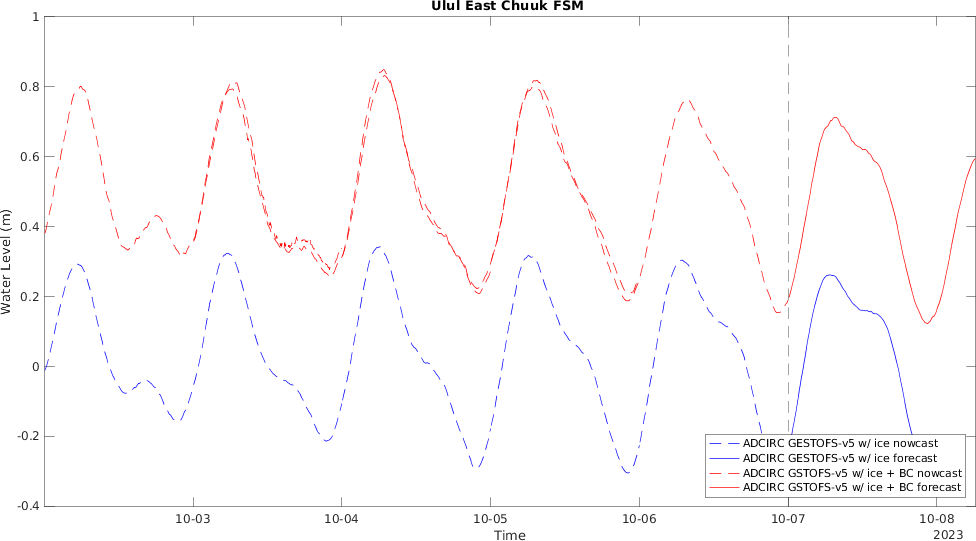 Ulul East Chuuk FSM
Water Level (m)
1
0.8
0.6
0.4
0.2
0
-0.2
-0.4
ADCIRC GESTOFS-v5 w/ ice nowcast
ADCIRC GESTOFS-v5 w/ ice forecast
ADCIRC GSTOFS-v5 w/ ice + BC nowcast
ADCIRC GSTOFS-v5 w/ ice + BC forecast
10-03 10-04 10-05 10-06 10-07 10-08
Time
2023